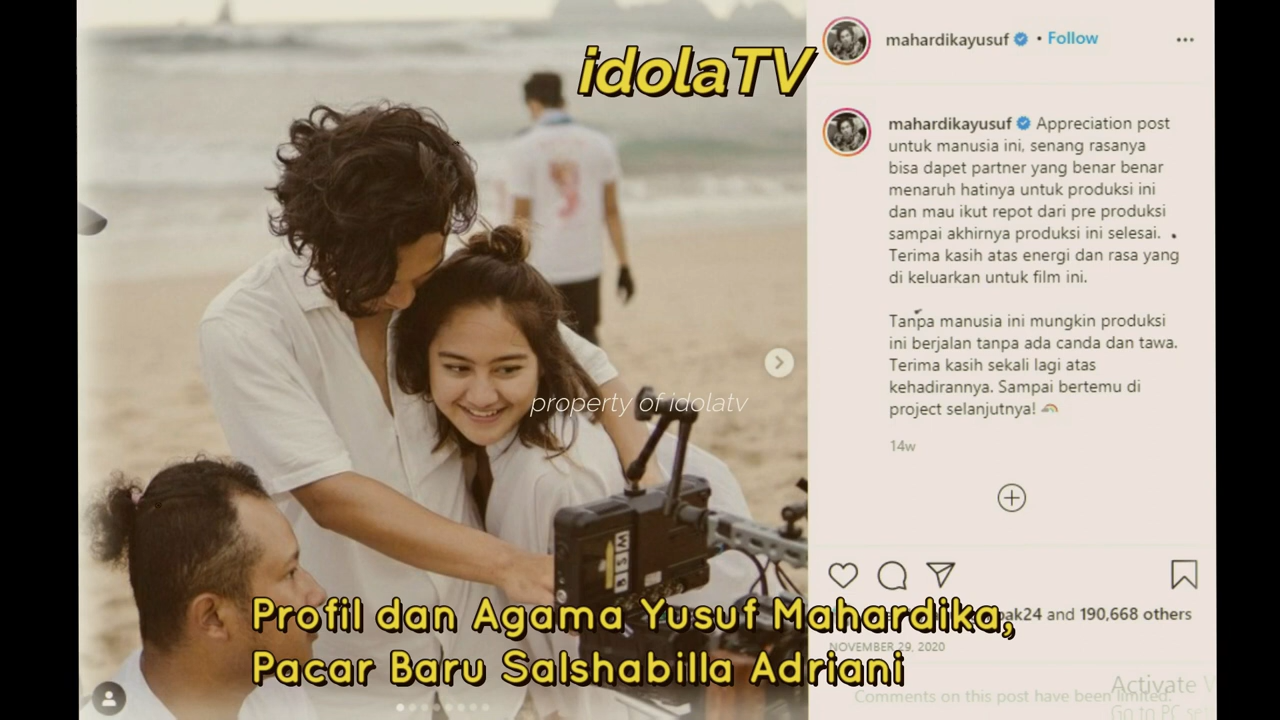 idolaTV
mahardikayusuf • Follow
mahardikayusuf Appreciation post
untuk manusia ini, senang rasanya
bisa dapet partner yang benar benar
menaruh hatinya untuk produksi ini
dan mau ikut repot dari pre produksi
sampai akhirnya produksi ini selesai.
Terima kasih atas energi dan rasa yang
di keluarkan untuk film ini.
Tanpa manusia ini mungkin produksi
ini berjalan tanpa ada canda dan tawa.
Terima kasih sekali lagi atas
kehadirannya. Sampai bertemu di
project selanjutnya!
14w
property of idolatv
and 190,668 others
NOVEMBER 29, 2020
Comments on this post have been limited.
Activate
Go to PC
Profil dan Agama Yusuf Mahardika,
Pacar Baru Salshabilla Adriani